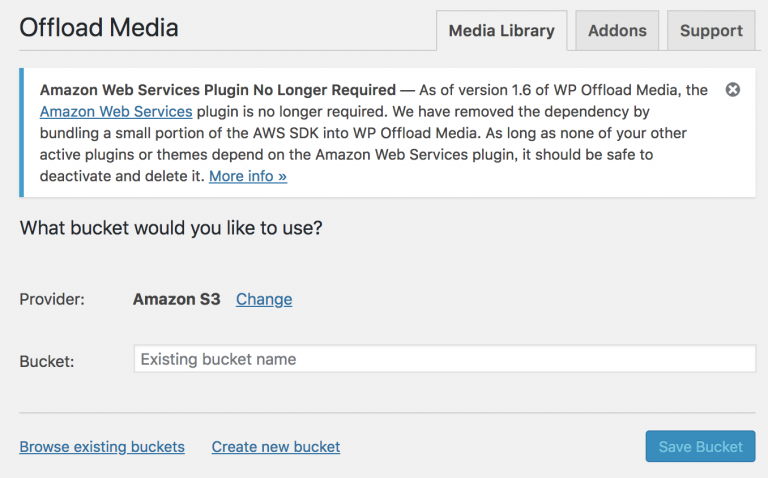 Offload Media
Media Library
Addons
Support
Amazon Web Services Plugin No Longer Required — As of version 1.6 of WP Offload Media, the
Amazon Web Services plugin is no longer required. We have removed the dependency by
bundling a small portion of the AWS SDK into WP Offload Media. As long as none of your other
active plugins or themes depend on the Amazon Web Services plugin, it should be safe to
deactivate and delete it. More info »
What bucket would you like to use?
Provider: Amazon S3 Change
Bucket: Existing bucket name
Browse existing buckets Create new bucket Save Bucket